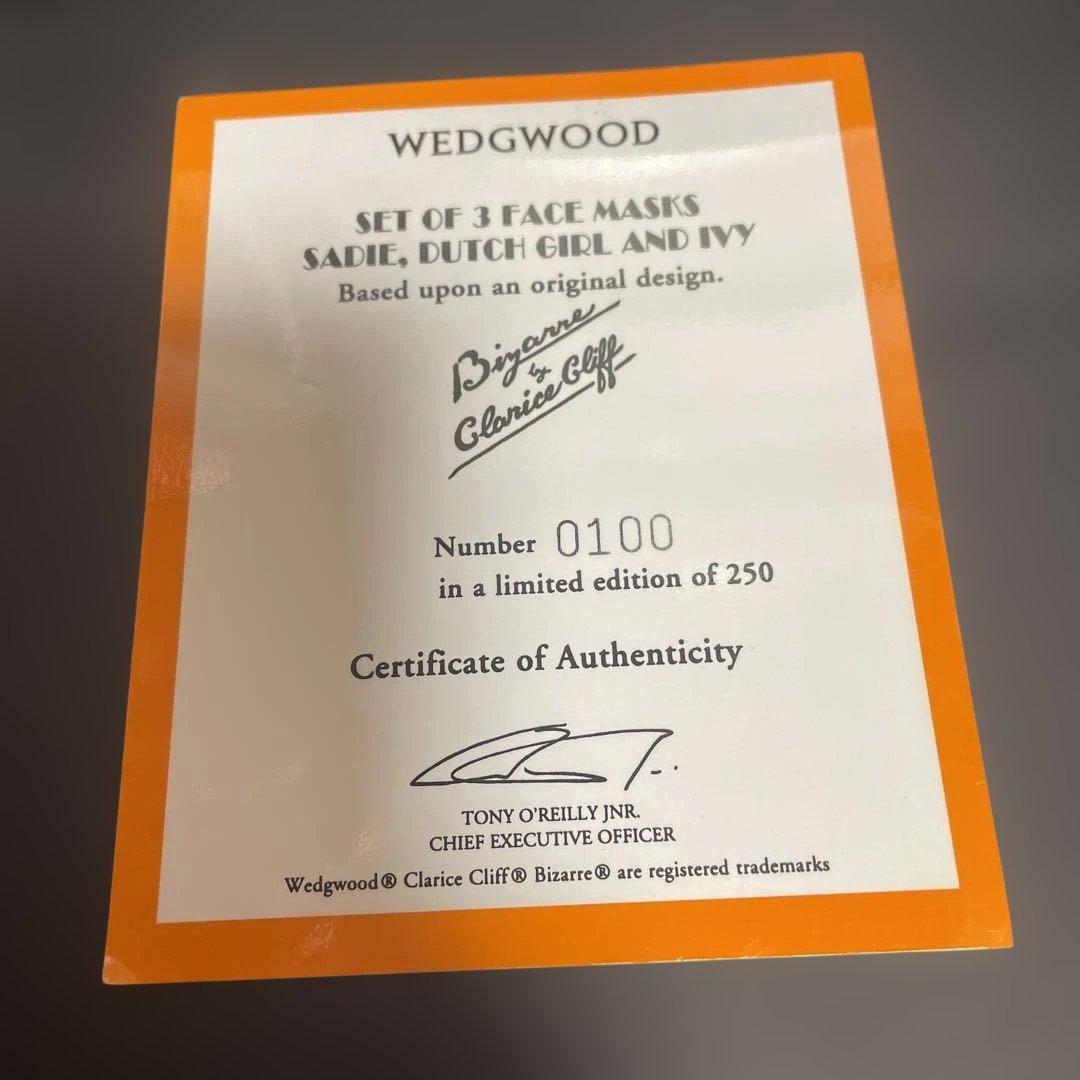 WEDGWOOD
SET OF 3 FACE MASKS
SADIE, DUTCH GIRL AND IVY
Based upon an original design.
Bizarre
by
Clarice Cliff
Number 0100
in a limited edition of 250
Certificate of Authenticity
TONY O'REILLY JNR.
CHIEF EXECUTIVE OFFICER
Wedgwood® Clarice Cliff® Bizarre® are registered trademarks